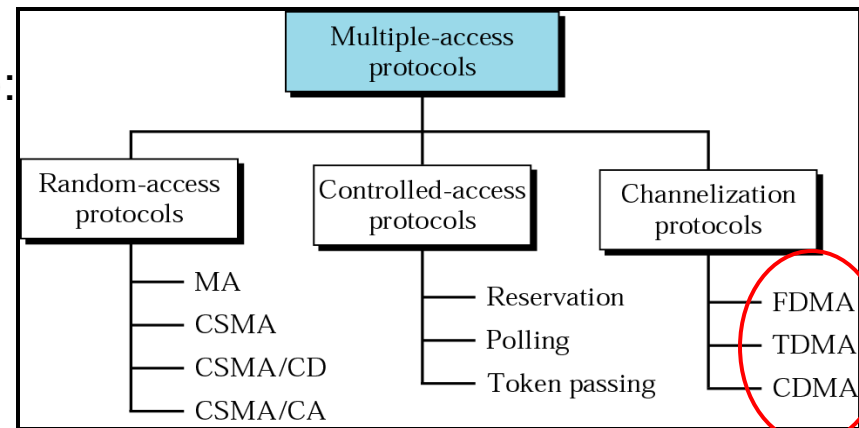 Multiple-access
protocols
:
Random-access
protocols
MA
CSMA
CSMA/CD
CSMA/CA
Controlled-access
protocols
Reservation
Polling
Token passing
Channelization
protocols
FDMA
TDMA
CDMA